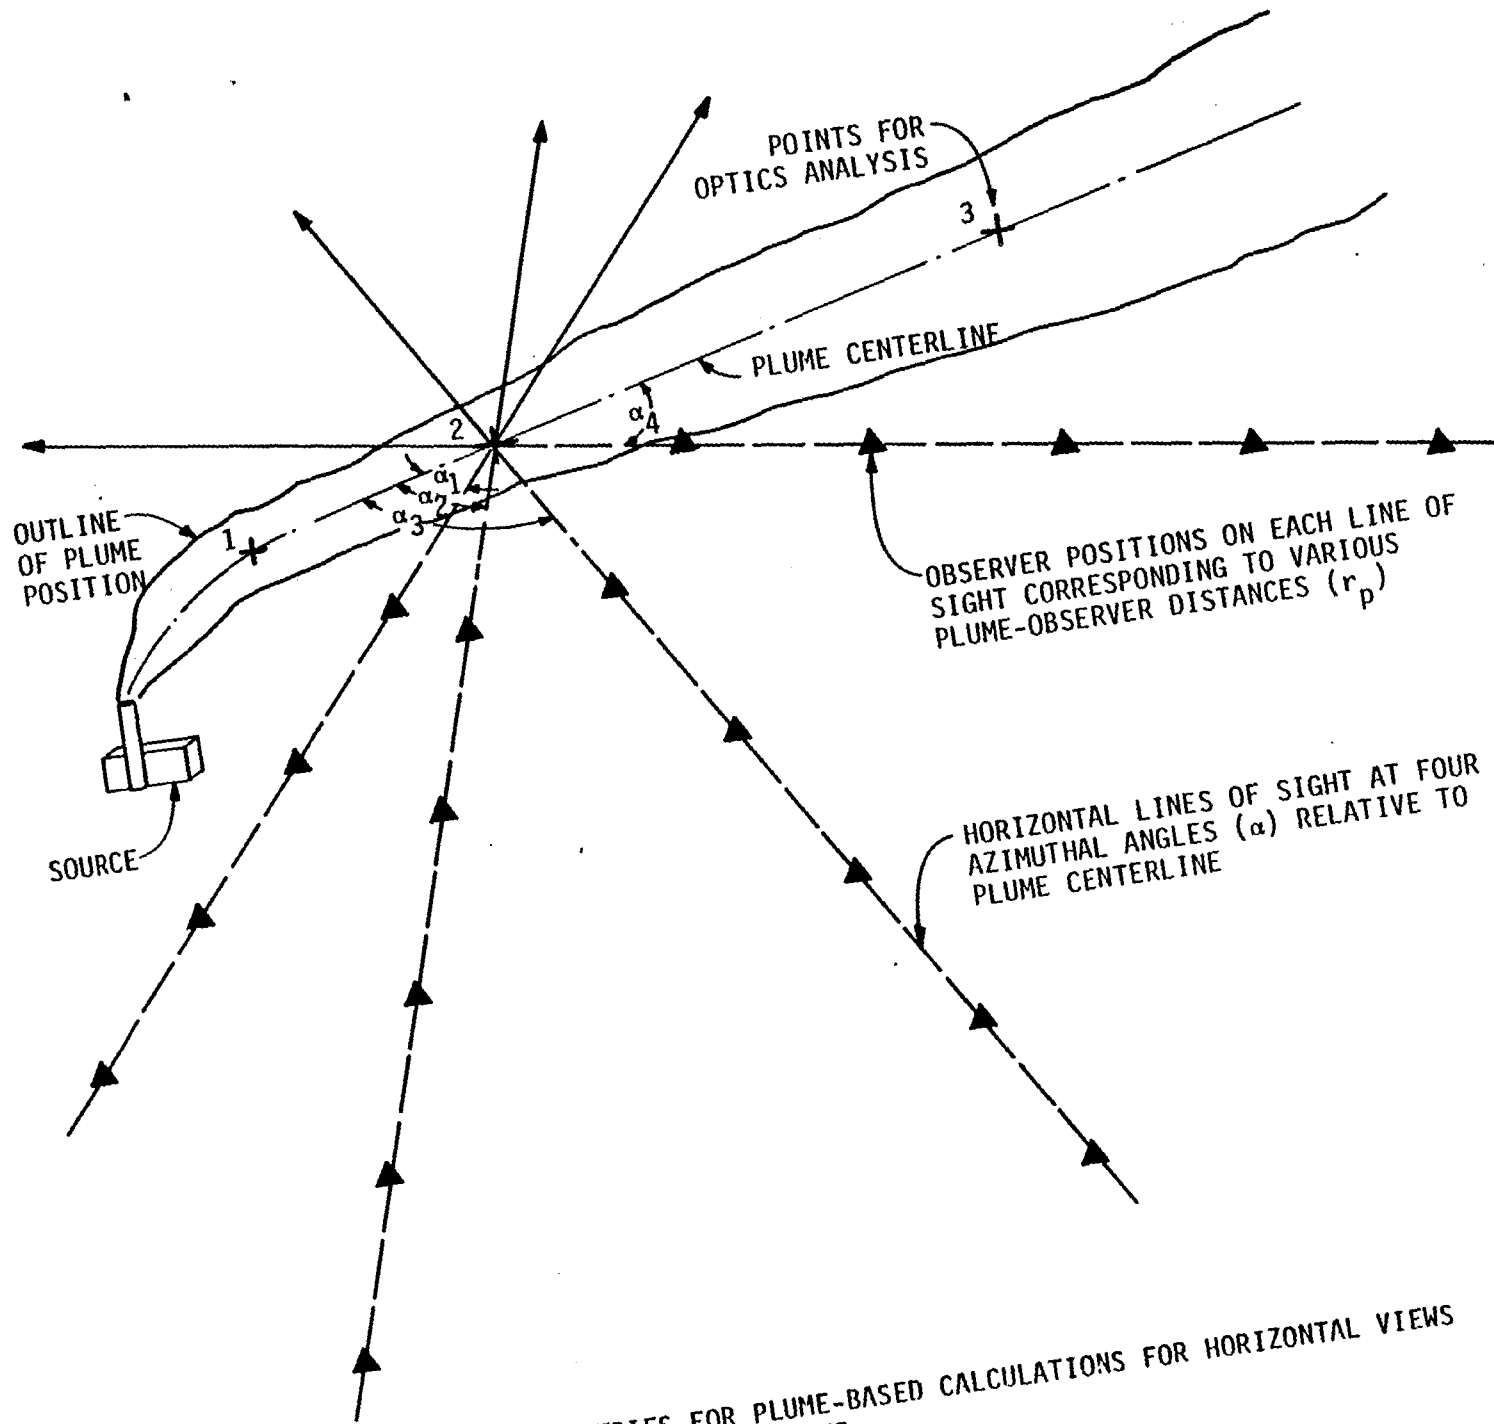 POINTS FOR
OPTICS ANALYSIS
3
PLUME CENTERLINE
2
α4
α1
α2
α3
OUTLINE
OF PLUME
POSITION
1
OBSERVER POSITIONS ON EACH LINE OF
SIGHT CORRESPONDING TO VARIOUS
PLUME-OBSERVER DISTANCES (rp)
SOURCE
HORIZONTAL LINES OF SIGHT AT FOUR
AZIMUTHAL ANGLES (α) RELATIVE TO
PLUME CENTERLINE
FOR PLUME-BASED CALCULATIONS FOR HORIZONTAL VIEWS